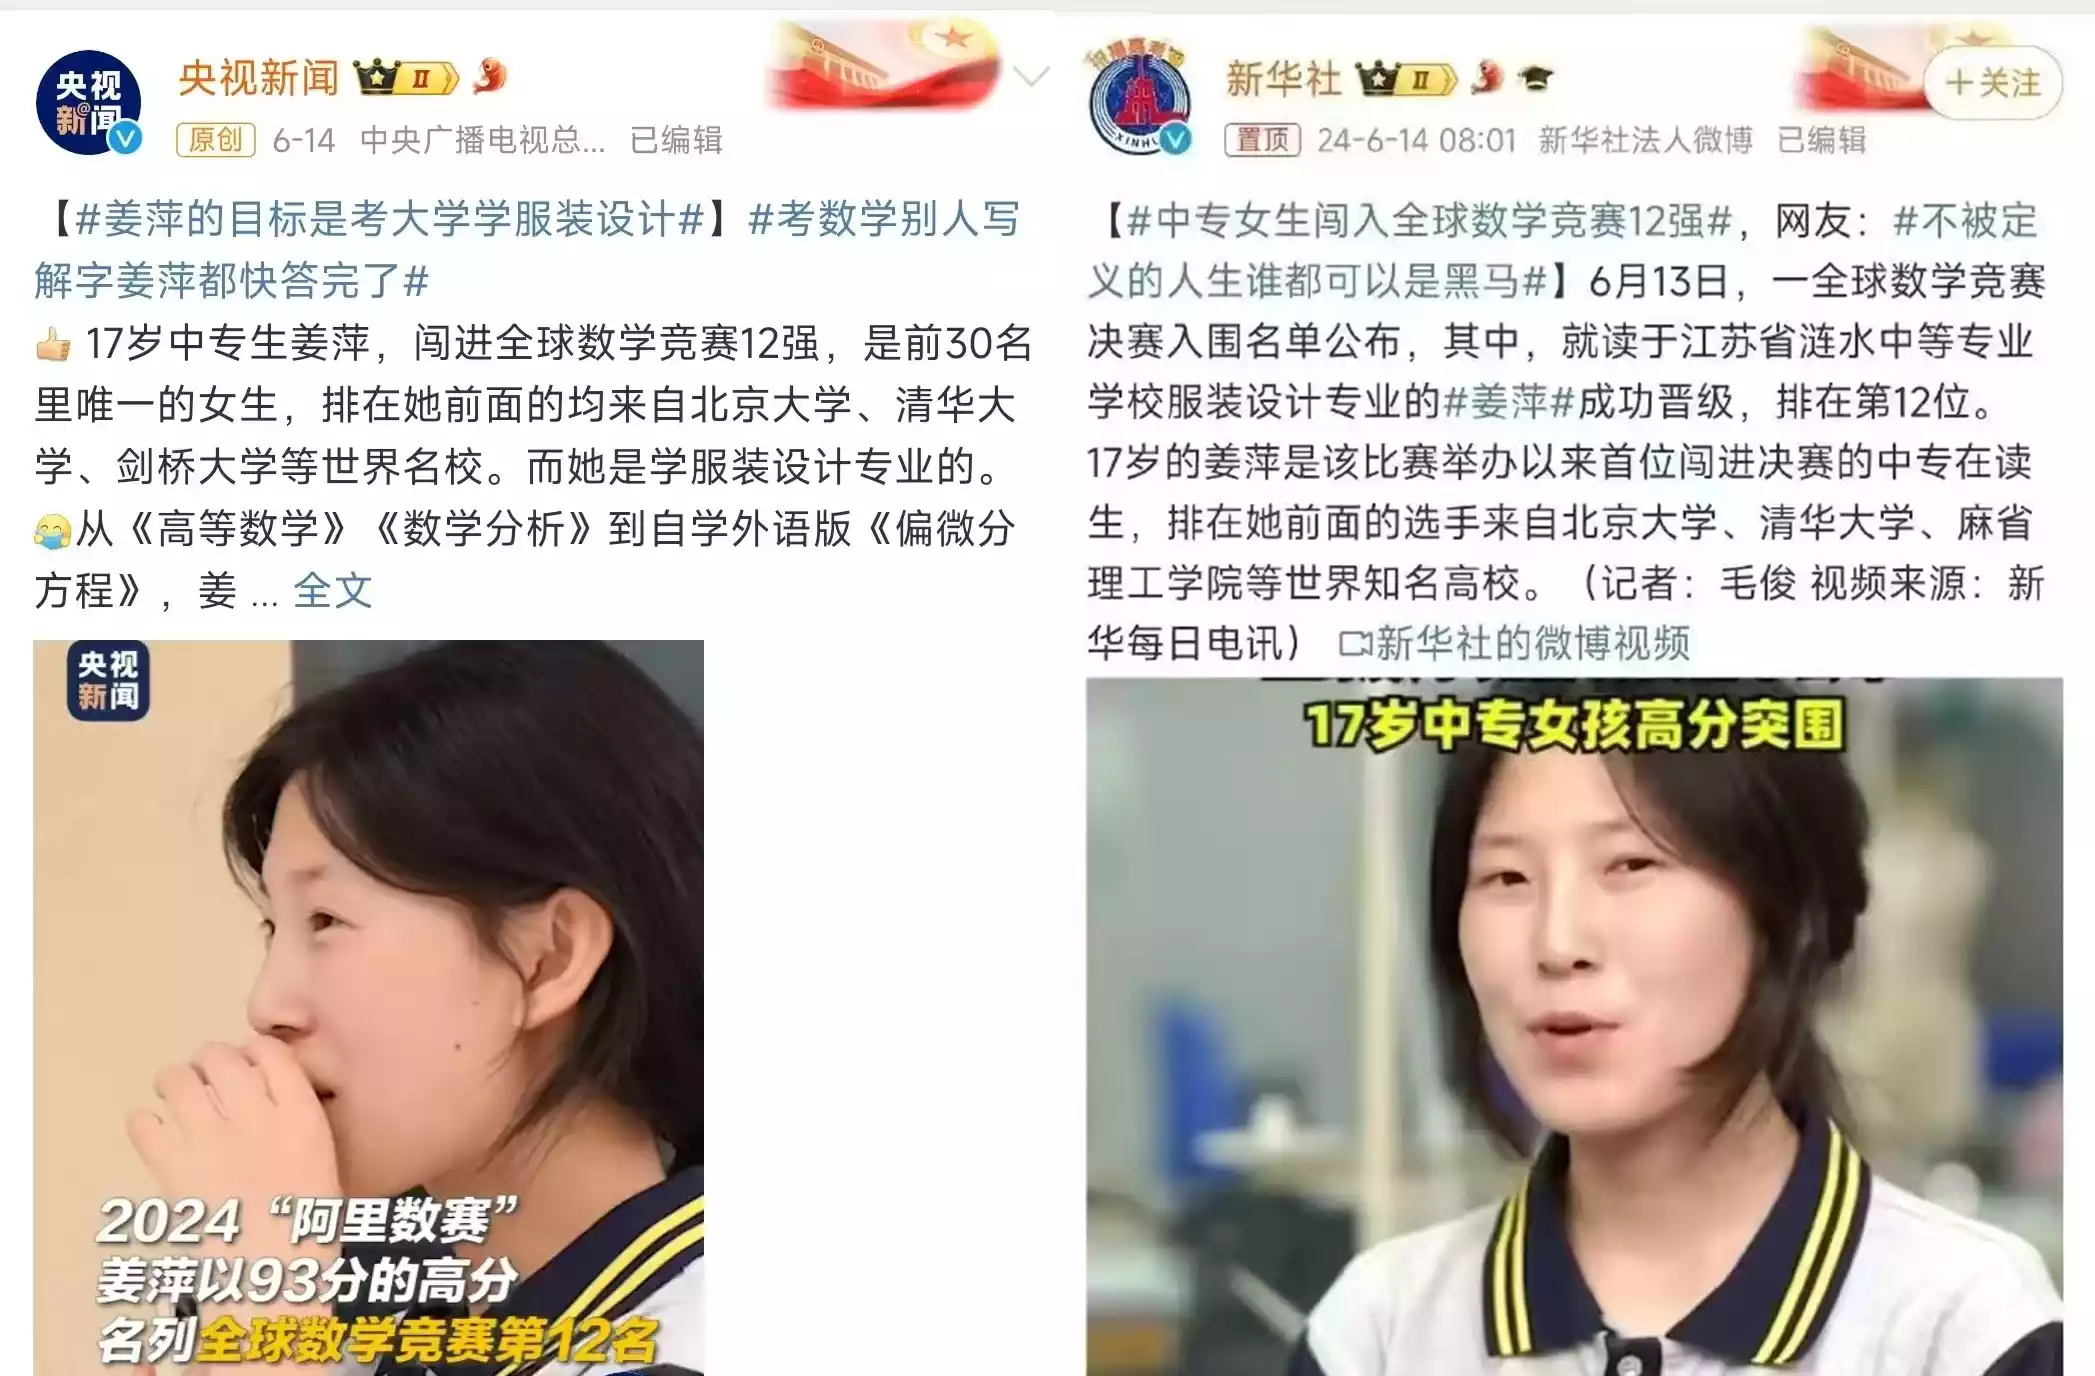 央视
新闻
央视新闻
II
原创 6-14 中央广播电视总... 已编辑
【#姜萍的目标是考大学学服装设计#】#考数学别人写
解字姜萍都快答完了#
17岁中专生姜萍，闯进全球数学竞赛12强，是前30名
里唯一的女生，排在她前面的均来自北京大学、清华大
学、剑桥大学等世界名校。而她是学服装设计专业的。
从《高等数学》《数学分析》到自学外语版《偏微分
方程》，姜 ... 全文
央视
新闻
2024“阿里数赛”
姜萍以93分的高分
名列全球数学竞赛第12名
新华社
II
+关注
置顶 24-6-14 08:01 新华社法人微博 已编辑
【#中专女生闯入全球数学竞赛12强#，网友：#不被定
义的人生谁都可以是黑马#】6月13日，一全球数学竞赛
决赛入围名单公布，其中，就读于江苏省涟水中等专业
学校服装设计专业的#姜萍#成功晋级，排在第12位。
17岁的姜萍是该比赛举办以来首位闯进决赛的中专在读
生，排在她前面的选手来自北京大学、清华大学、麻省
理工学院等世界知名高校。（记者：毛俊 视频来源：新
华每日电讯） 新华社的微博视频
17岁中专女孩高分突围